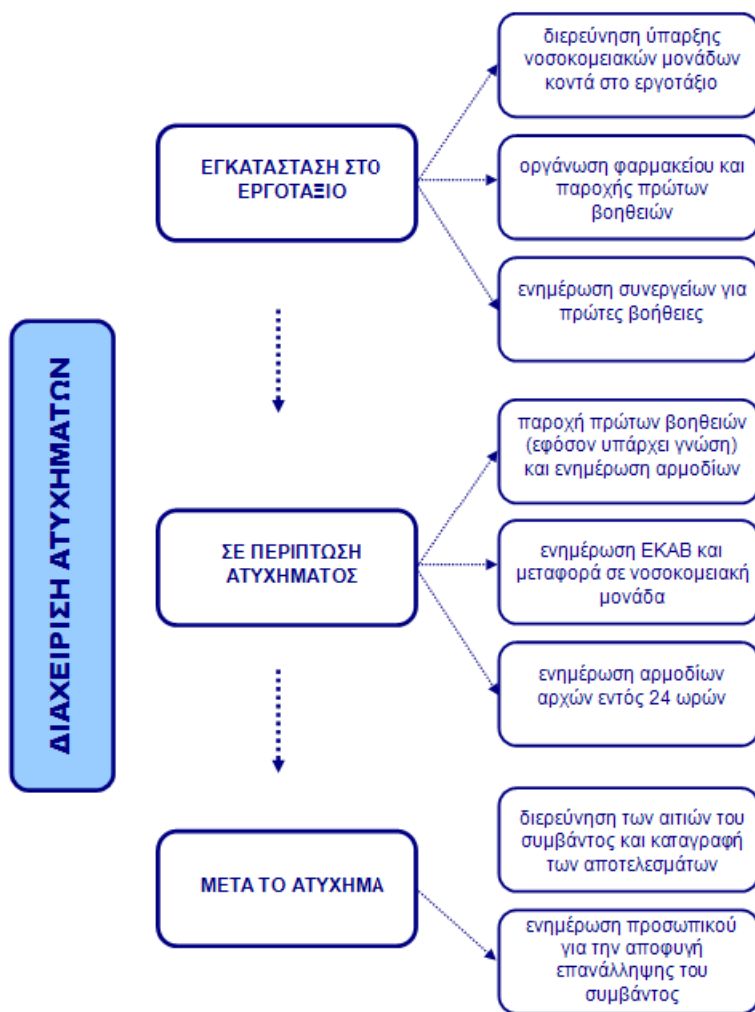 ΔΙΑΧΕΙΡΙΣΗ ΑΤΥΧΗΜΑΤΩΝ
ΕΓΚΑΤΑΣΤΑΣΗ ΣΤΟ
ΕΡΓΟΤΑΞΙΟ
διερεύνηση ύπαρξης
νοσοκομειακών μονάδων
κοντά στο εργοτάξιο
οργάνωση φαρμακείου και
παροχής πρώτων
βοηθειών
ενημέρωση συνεργείων για
πρώτες βοήθειες
ΣΕ ΠΕΡΙΠΤΩΣΗ
ΑΤΥΧΗΜΑΤΟΣ
παροχή πρώτων βοηθειών
(εφόσον υπάρχει γνώση)
και ενημέρωση αρμοδίων
ενημέρωση ΕΚΑΒ και
μεταφορά σε νοσοκομειακή
μονάδα
ενημέρωση αρμοδίων
αρχών εντός 24 ωρών
ΜΕΤΑ ΤΟ ΑΤΥΧΗΜΑ
διερεύνηση των αιτιών του
συμβάντος και καταγραφή
των αποτελεσμάτων
ενημέρωση προσωπικού
για την αποφυγή
επανάλληψης του
συμβάντος